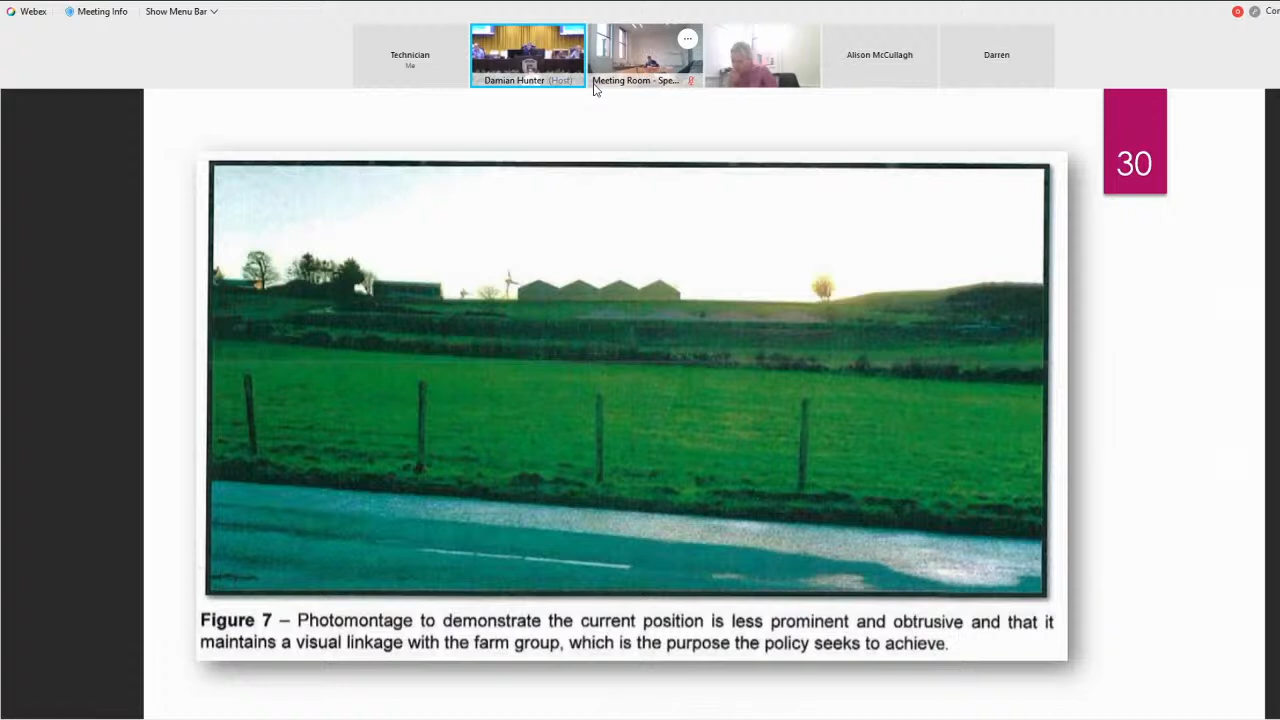 Webex Meeting Info Show Menu Bar
Technician
Me
Damian Hunter (Host)
Meeting Room - Spe...
Alison McCullagh
Darren
30
Figure 7 – Photomontage to demonstrate the current position is less prominent and obtrusive and that it
maintains a visual linkage with the farm group, which is the purpose the policy seeks to achieve.